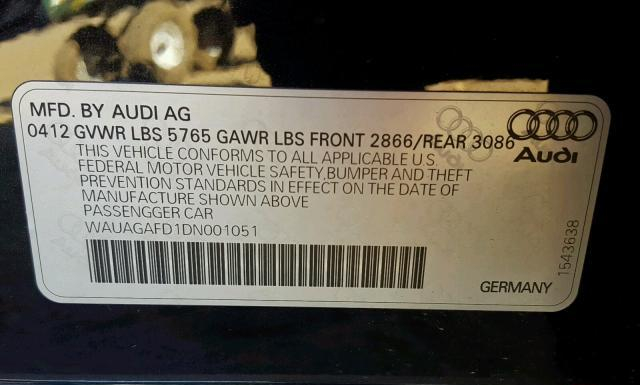 MFD. BY AUDI AG
0412 GVWR LBS 5765 GAWR LBS FRONT 2866/REAR 3086
THIS VEHICLE CONFORMS TO ALL APPLICABLE U.S.
FEDERAL MOTOR VEHICLE SAFETY,BUMPER AND THEFT
PREVENTION STANDARDS IN EFFECT ON THE DATE OF
MANUFACTURE SHOWN ABOVE
PASSENGGER CAR
WAUAGAFD1DN001051
Audi
1543638
GERMANY